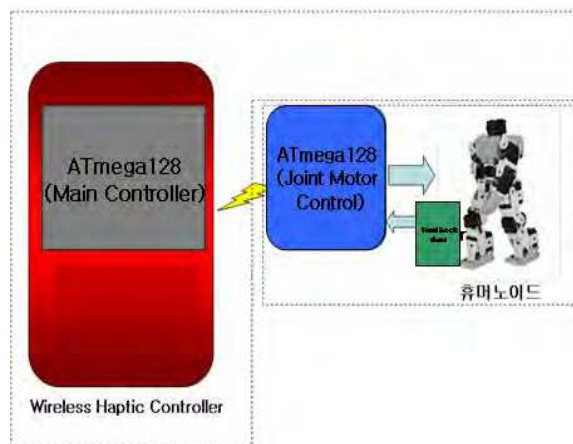 ATmega128
(Main Controller)
ATmega128
(Joint Motor
Control)
휴머노이드
Wireless Haptic Controller